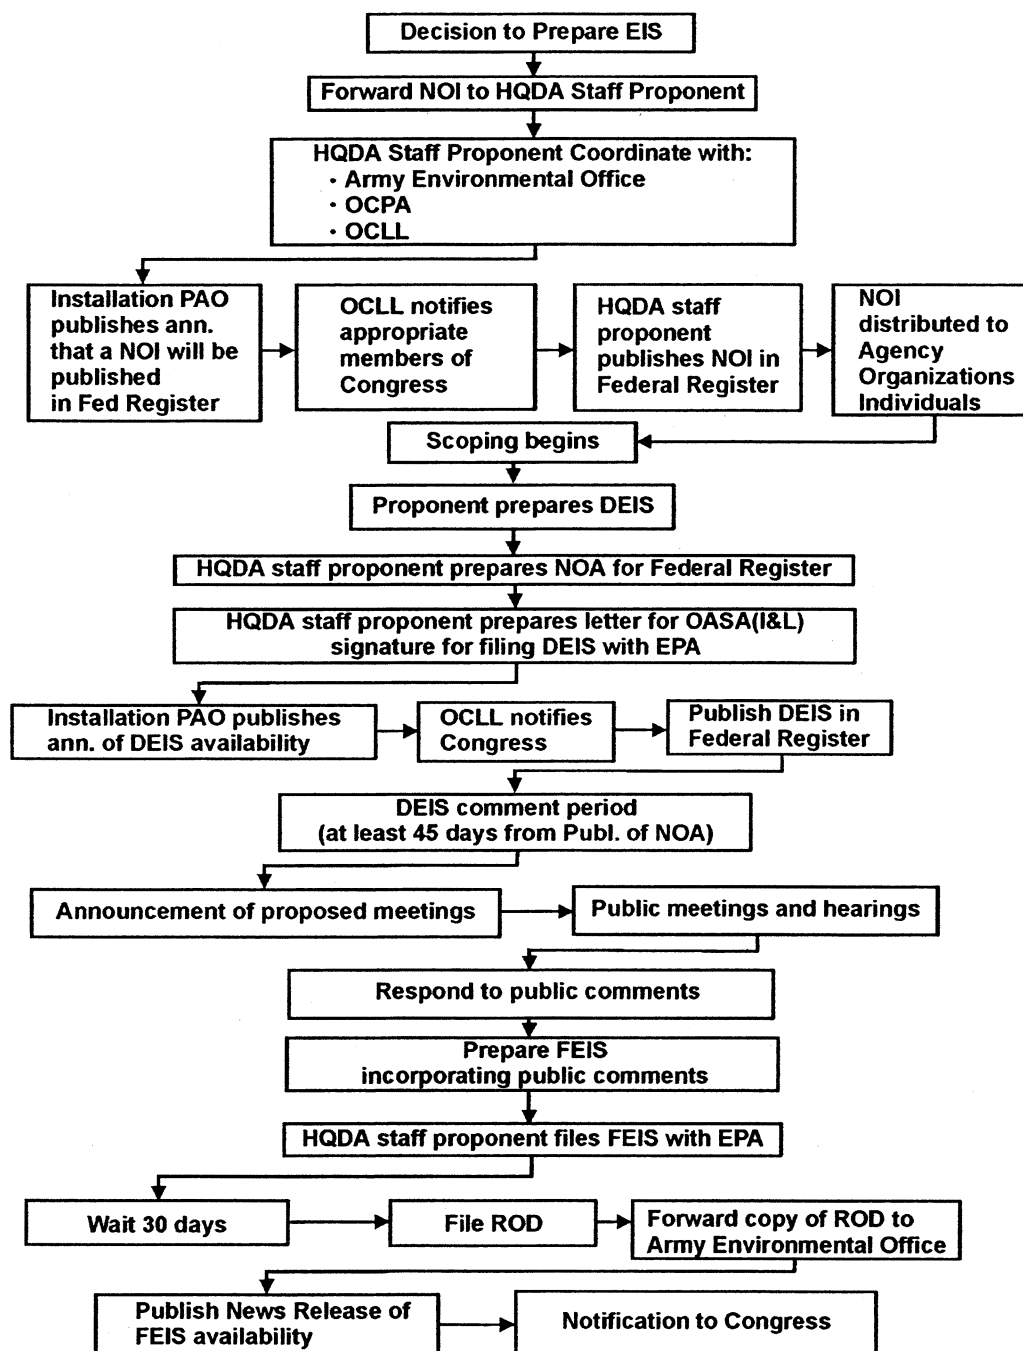 Decision to Prepare EIS
Forward NOI to HQDA Staff Proponent
HQDA Staff Proponent Coordinate with:
· Army Environmental Office
· OCPA
· OCLL
Installation PAO
publishes ann.
that a NOI will be
published
in Fed Register
OCLL notifies
appropriate
members of
Congress
HQDA staff
proponent
publishes NOI in
Federal Register
NOI
distributed to
Agency
Organizations
Individuals
Scoping begins
Proponent prepares DEIS
HQDA staff proponent prepares NOA for Federal Register
HQDA staff proponent prepares letter for OASA(I&L)
signature for filing DEIS with EPA
Installation PAO publishes
ann. of DEIS availability
OCLL notifies
Congress
Publish DEIS in
Federal Register
DEIS comment period
(at least 45 days from Publ. of NOA)
Announcement of proposed meetings
Public meetings and hearings
Respond to public comments
Prepare FEIS
incorporating public comments
HQDA staff proponent files FEIS with EPA
Wait 30 days
File ROD
Forward copy of ROD to
Army Environmental Office
Publish News Release of
FEIS availability
Notification to Congress